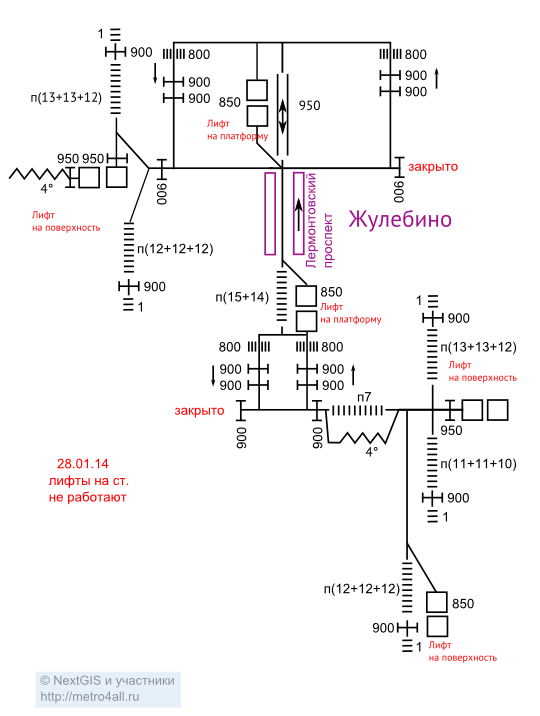 1
900
п(13+13+12)
950 950
4°
Лифт
на поверхность
п(12+12+12)
900
1
900
800
900
900
850
Лифт
на платформу
950
800
900
900
закрыто
900
Лермонтовский
проспект
Жулебино
п(15+14)
850
Лифт
на платформу
800
900
900
800
900
900
закрыто
900
900
п7
4°
1
900
п(13+13+12)
Лифт
на поверхность
950
п(11+11+10)
900
1
28.01.14
лифты на ст.
не работают
п(12+12+12)
850
900
1
Лифт
на поверхность
© NextGIS и участники
http://metro4all.ru